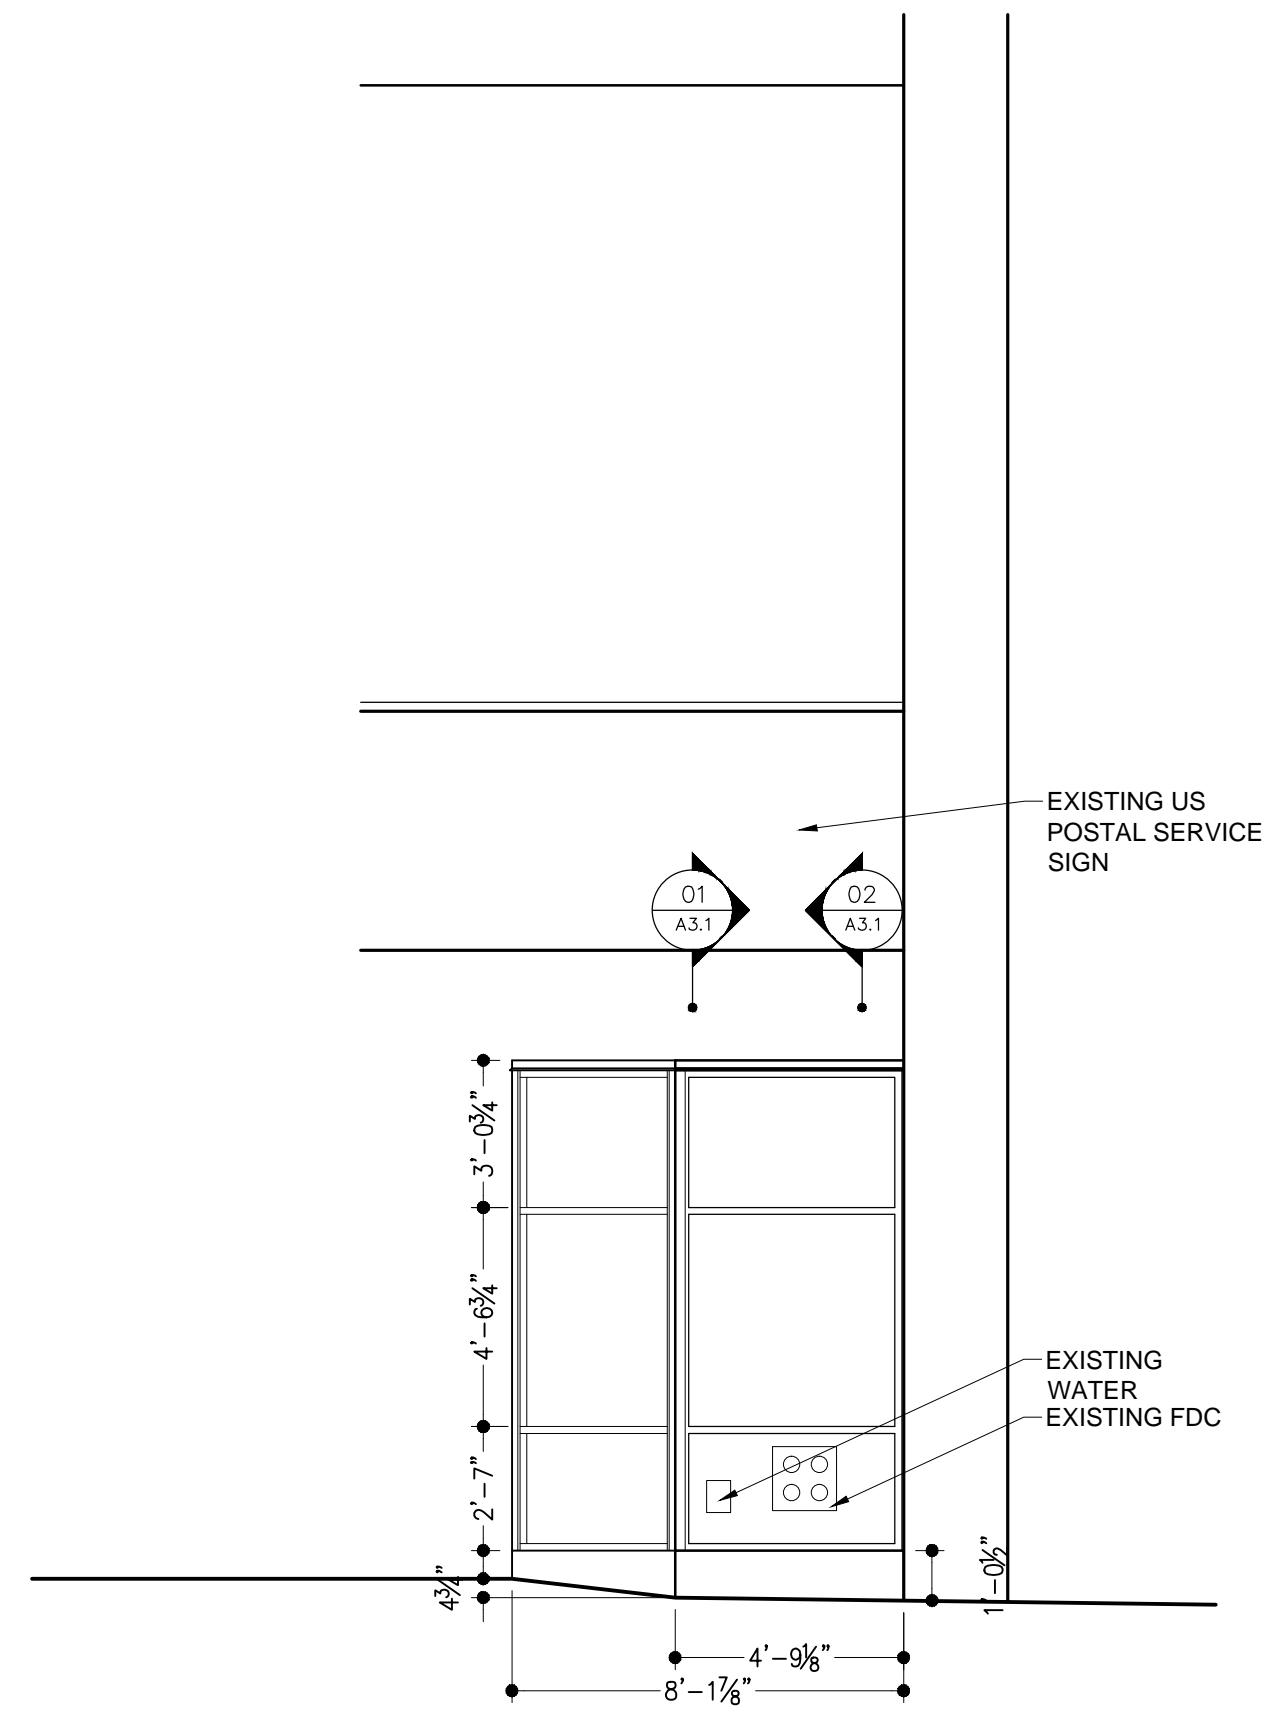 EXISTING US
POSTAL SERVICE
SIGN
01
A3.1
02
A3.1
3'-0¾"
4'-6¾"
EXISTING
WATER
EXISTING FDC
2'-7"
4¾"
1'-0½"
4'-9⅛"
8'-1⅞"